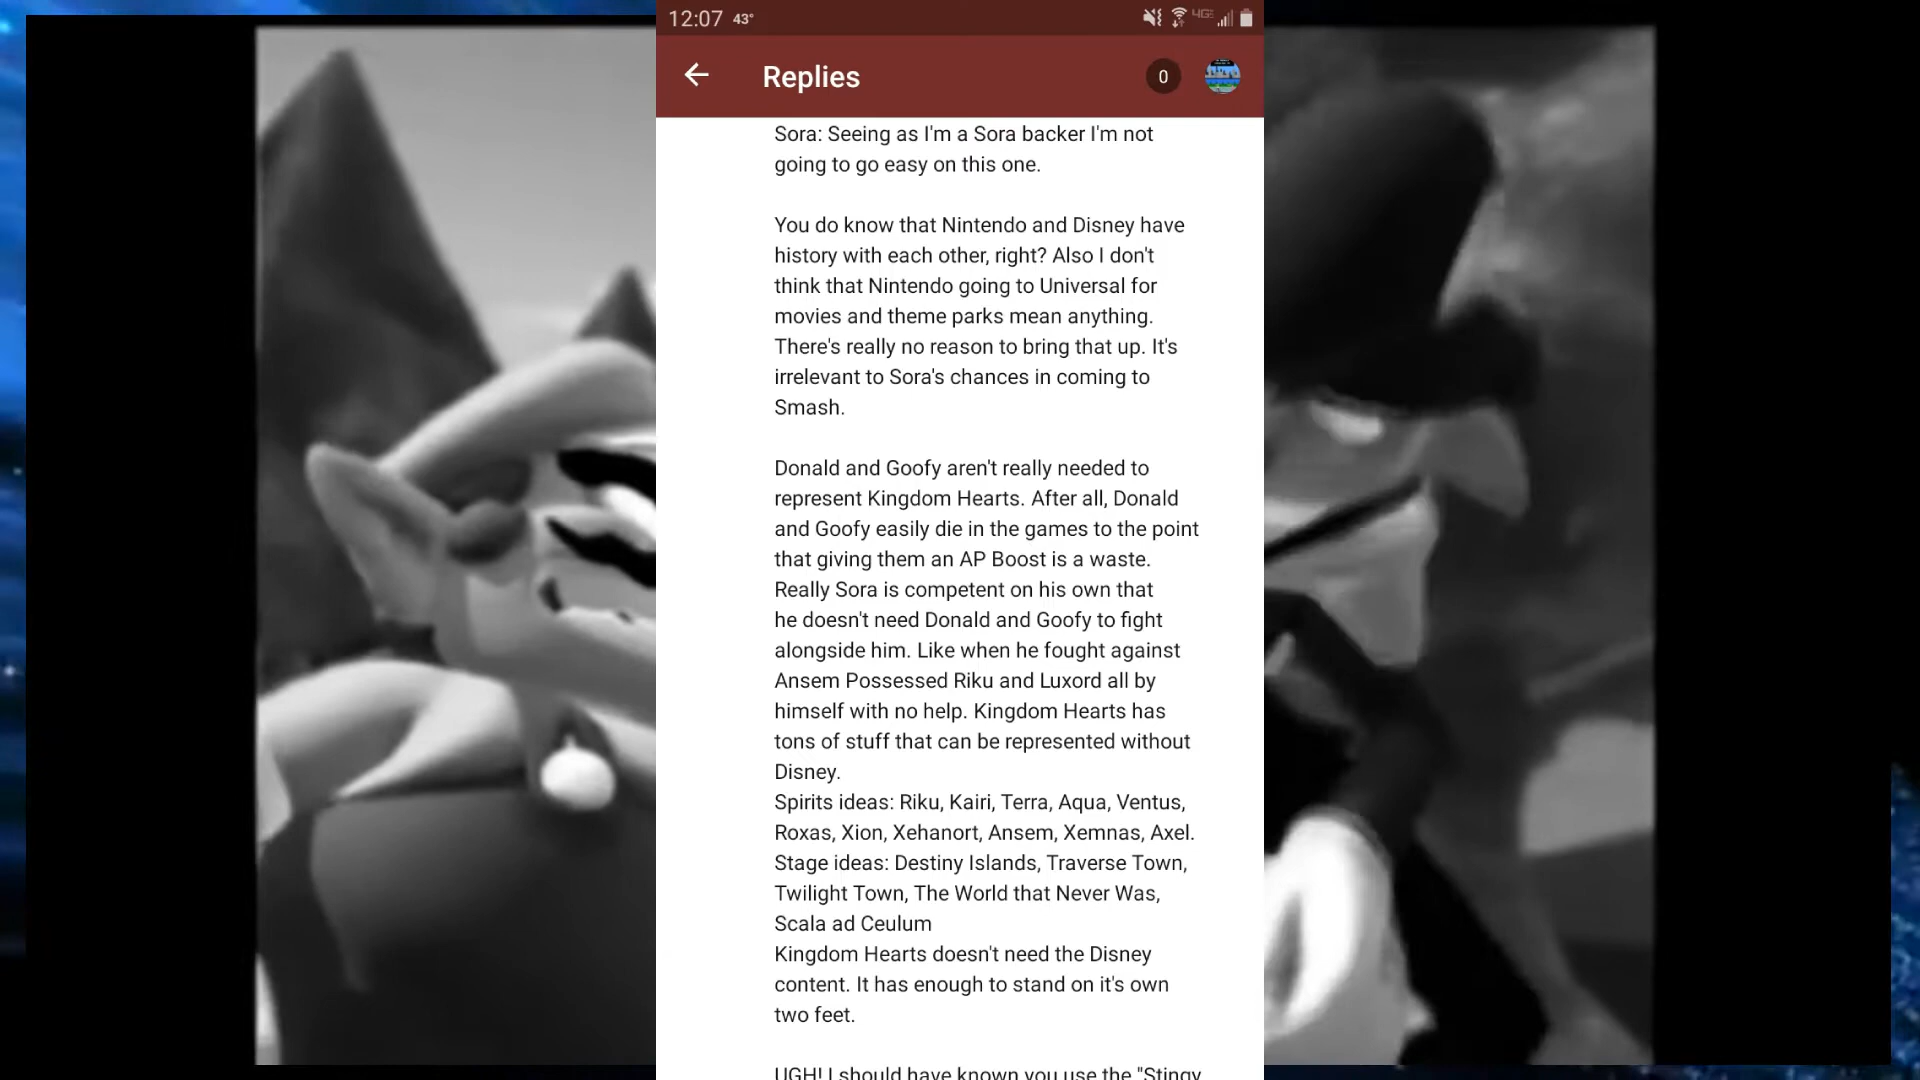 12:07 43° 4GE
Replies 0
Sora: Seeing as I'm a Sora backer I'm not
going to go easy on this one.
You do know that Nintendo and Disney have
history with each other, right? Also I don't
think that Nintendo going to Universal for
movies and theme parks mean anything.
There's really no reason to bring that up. It's
irrelevant to Sora's chances in coming to
Smash.
Donald and Goofy aren't really needed to
represent Kingdom Hearts. After all, Donald
and Goofy easily die in the games to the point
that giving them an AP Boost is a waste.
Really Sora is competent on his own that
he doesn't need Donald and Goofy to fight
alongside him. Like when he fought against
Ansem Possessed Riku and Luxord all by
himself with no help. Kingdom Hearts has
tons of stuff that can be represented without
Disney.
Spirits ideas: Riku, Kairi, Terra, Aqua, Ventus,
Roxas, Xion, Xehanort, Ansem, Xemnas, Axel.
Stage ideas: Destiny Islands, Traverse Town,
Twilight Town, The World that Never Was,
Scala ad Ceulum
Kingdom Hearts doesn't need the Disney
content. It has enough to stand on it's own
two feet.
UGH! I should have known you use the "Stingy